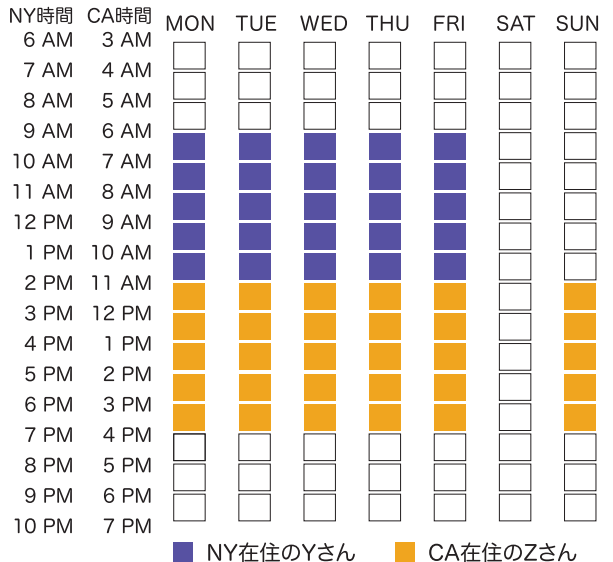 NY時間 CA時間 MON TUE WED THU FRI SAT SUN
6 AM 3 AM
7 AM 4 AM
8 AM 5 AM
9 AM 6 AM
10 AM 7 AM
11 AM 8 AM
12 PM 9 AM
1 PM 10 AM
2 PM 11 AM
3 PM 12 PM
4 PM 1 PM
5 PM 2 PM
6 PM 3 PM
7 PM 4 PM
8 PM 5 PM
9 PM 6 PM
10 PM 7 PM
NY在住のYさん CA在住のZさん